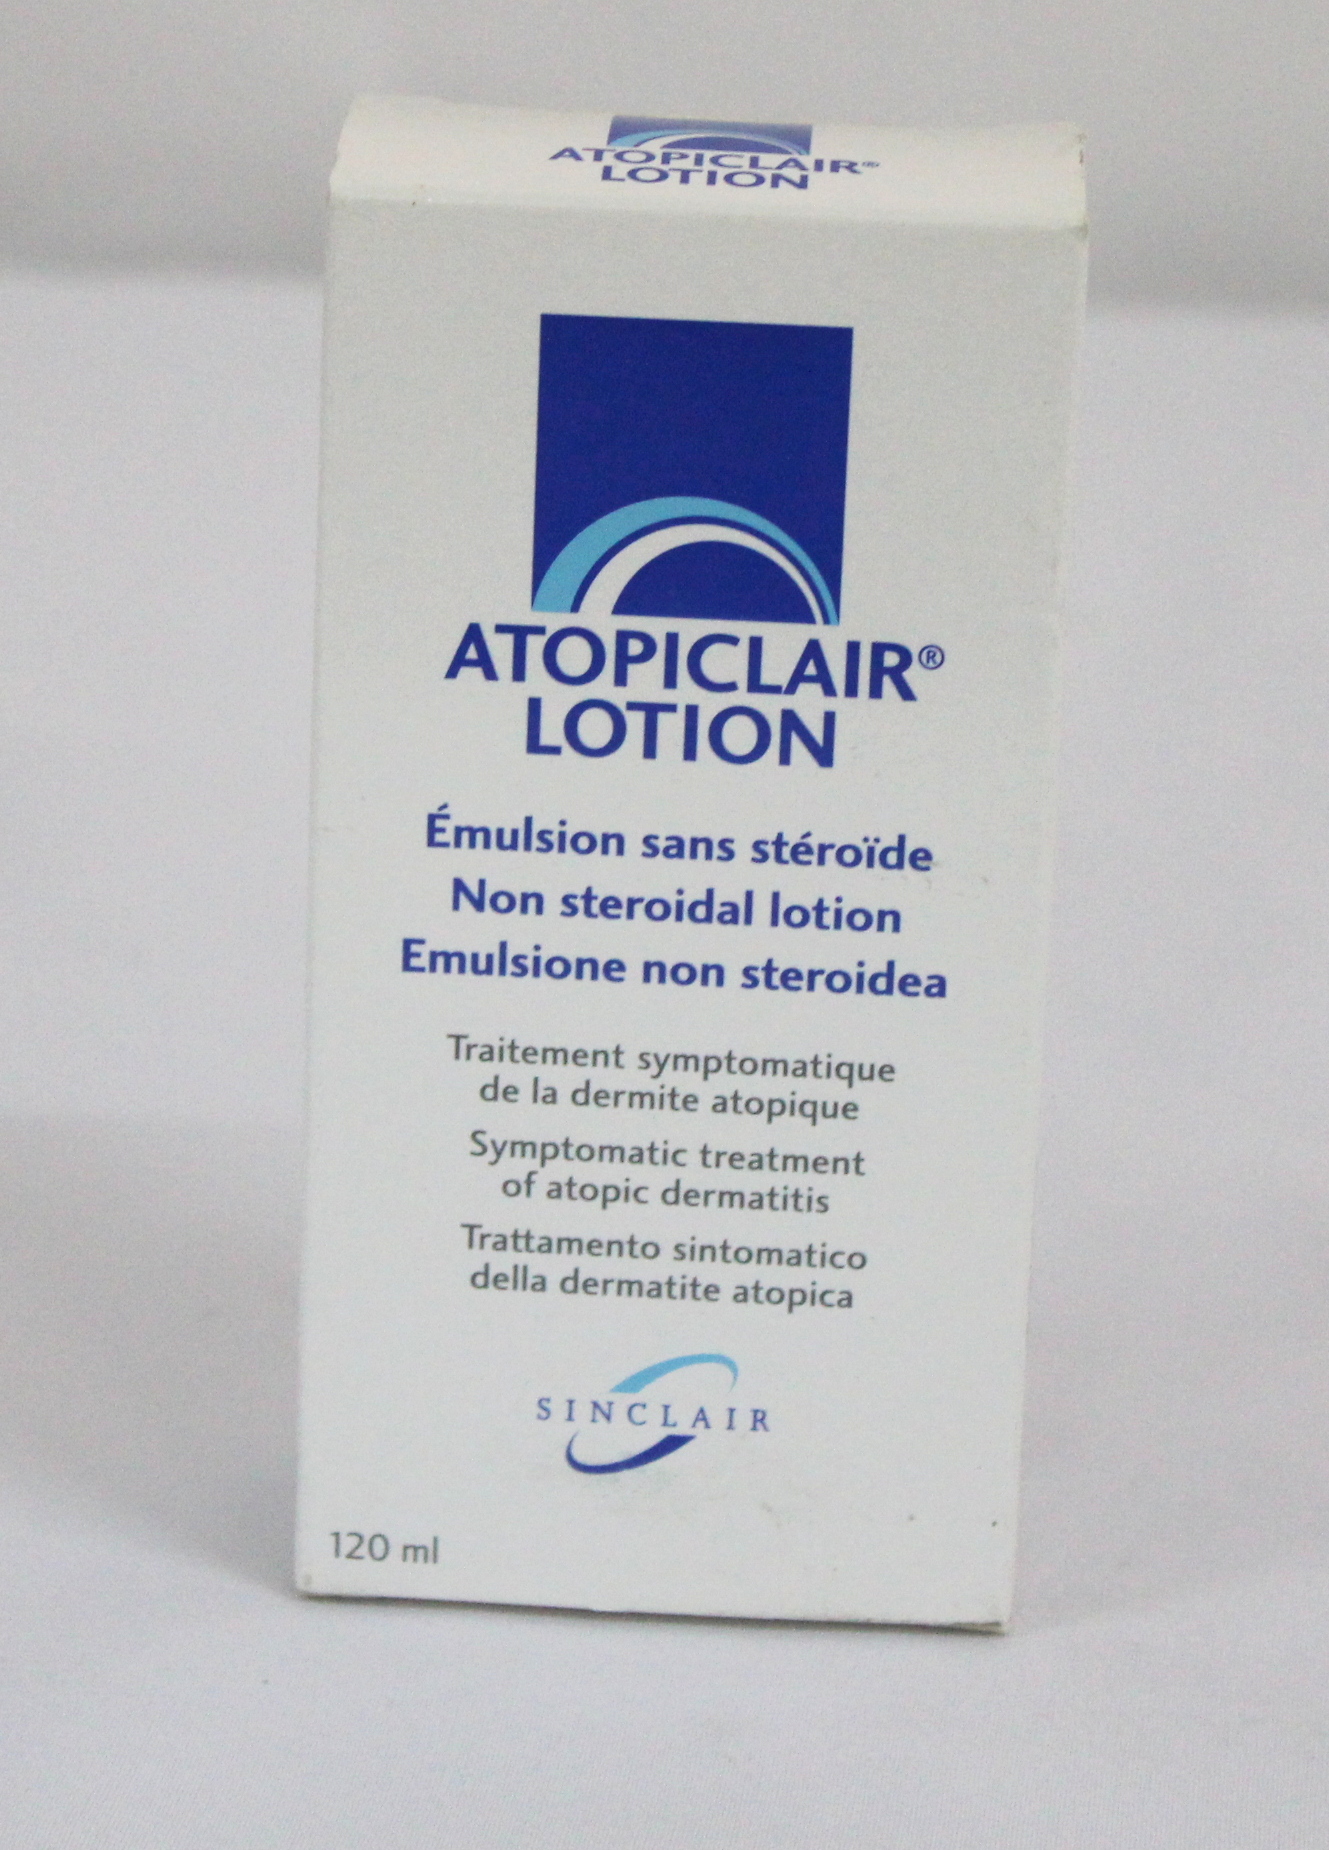 ATOPICLAIR®
LOTION
ATOPICLAIR®
LOTION
Émulsion sans stéroïde
Non steroidal lotion
Emulsione non steroidea
Traitement symptomatique
de la dermite atopique
Symptomatic treatment
of atopic dermatitis
Trattamento sintomatico
della dermatite atopica
SINCLAIR
120 ml